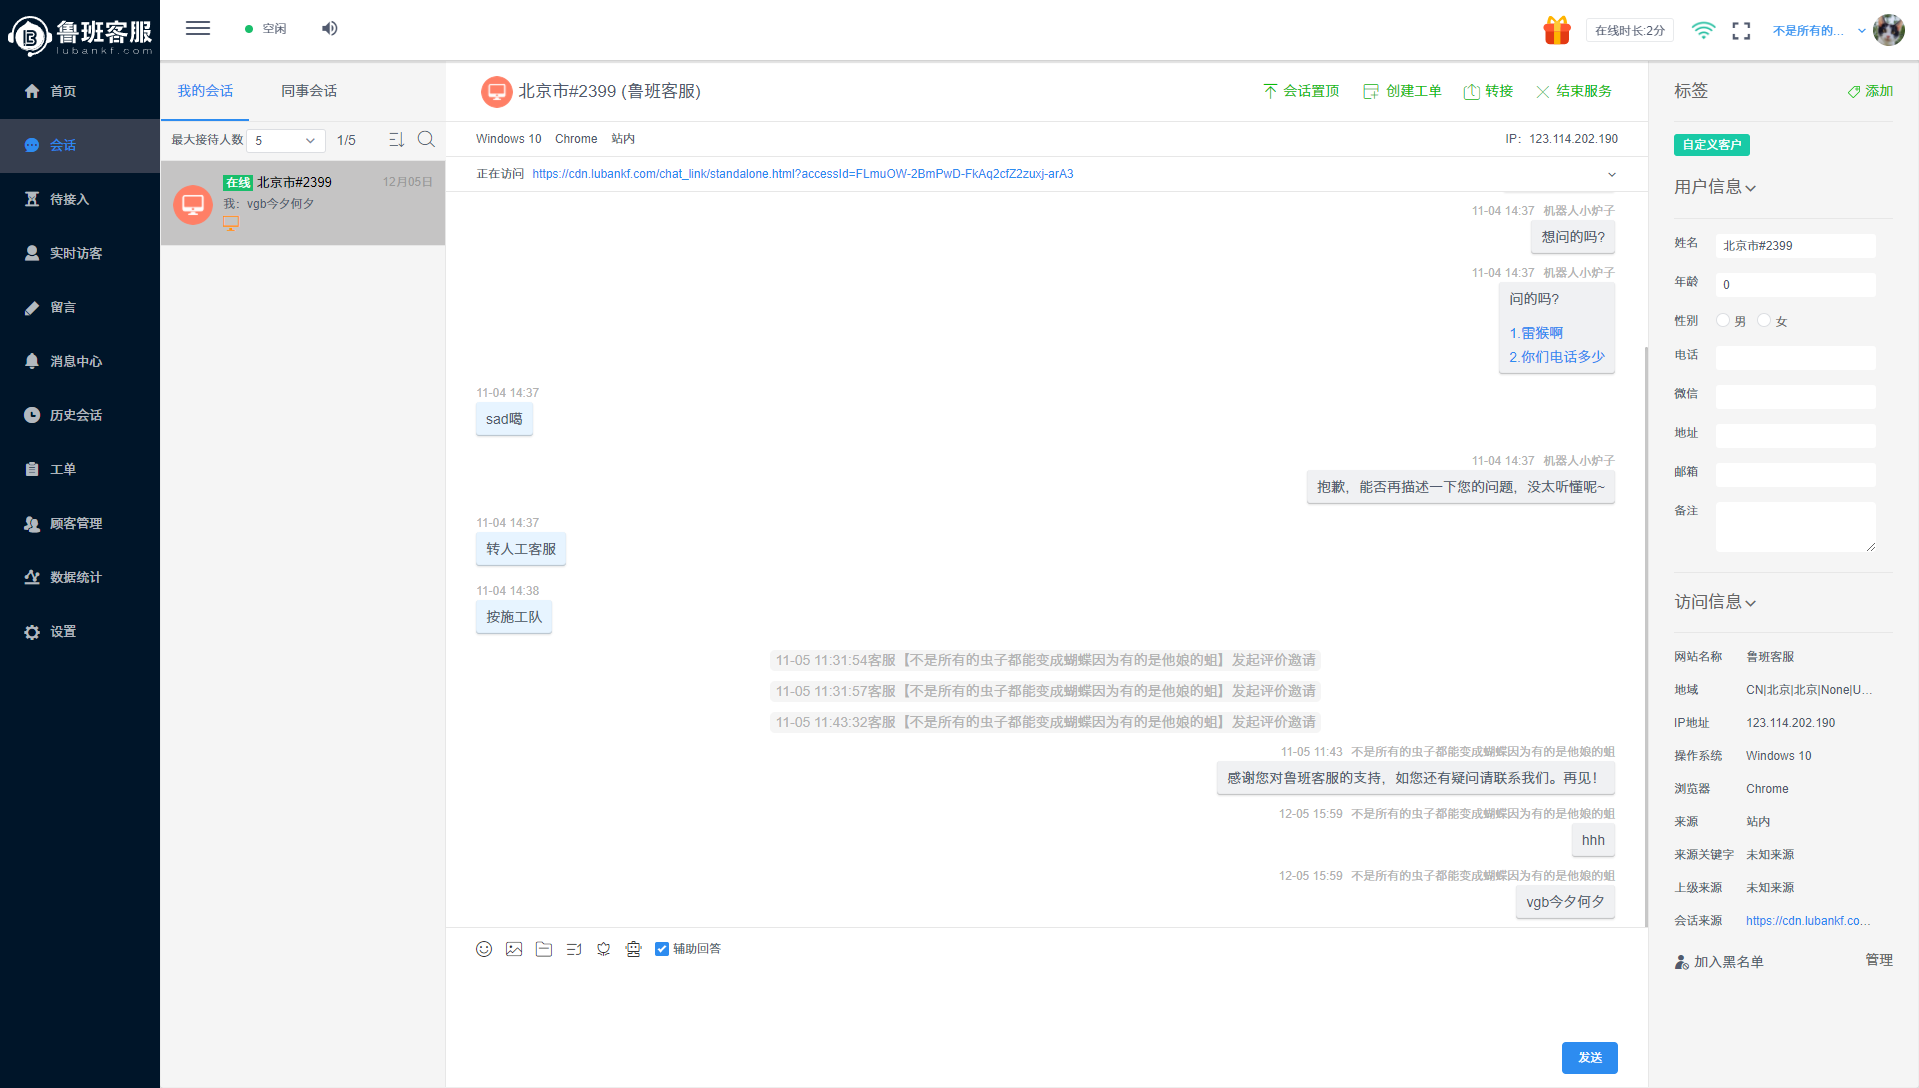 鲁班客服
lubankf.com
空闲
在线时长:2分
不是所有的...
首页
会话
待接入
实时访客
留言
消息中心
历史会话
工单
顾客管理
数据统计
设置
我的会话
同事会话
最大接待人数
5
1/5
在线 北京市#2399
12月05日
我：vgb今夕何夕
北京市#2399 (鲁班客服)
会话置顶
创建工单
转接
结束服务
Windows 10 Chrome 站内
IP：123.114.202.190
正在访问 https://cdn.lubankf.com/chat_link/standalone.html?accessId=FLmuOW-2BmPwD-FkAq2cfZ2zuxj-arA3
11-04 14:37 机器人小炉子
想问的吗?
11-04 14:37 机器人小炉子
问的吗?
1.雷猴啊
2.你们电话多少
11-04 14:37
sad噶
11-04 14:37 机器人小炉子
抱歉，能否再描述一下您的问题，没太听懂呢~
11-04 14:37
转人工客服
11-04 14:38
按施工队
11-05 11:31:54客服【不是所有的虫子都能变成蝴蝶因为有的是他娘的蛆】发起评价邀请
11-05 11:31:57客服【不是所有的虫子都能变成蝴蝶因为有的是他娘的蛆】发起评价邀请
11-05 11:43:32客服【不是所有的虫子都能变成蝴蝶因为有的是他娘的蛆】发起评价邀请
11-05 11:43 不是所有的虫子都能变成蝴蝶因为有的是他娘的蛆
感谢您对鲁班客服的支持，如您还有疑问请联系我们。再见！
12-05 15:59 不是所有的虫子都能变成蝴蝶因为有的是他娘的蛆
hhh
12-05 15:59 不是所有的虫子都能变成蝴蝶因为有的是他娘的蛆
vgb今夕何夕
辅助回答
发送
标签
添加
自定义客户
用户信息
姓名 北京市#2399
年龄 0
性别 男 女
电话
微信
地址
邮箱
备注
访问信息
网站名称 鲁班客服
地域 CN|北京|北京|None|U...
IP地址 123.114.202.190
操作系统 Windows 10
浏览器 Chrome
来源 站内
来源关键字 未知来源
上级来源 未知来源
会话来源 https://cdn.lubankf.co...
加入黑名单
管理